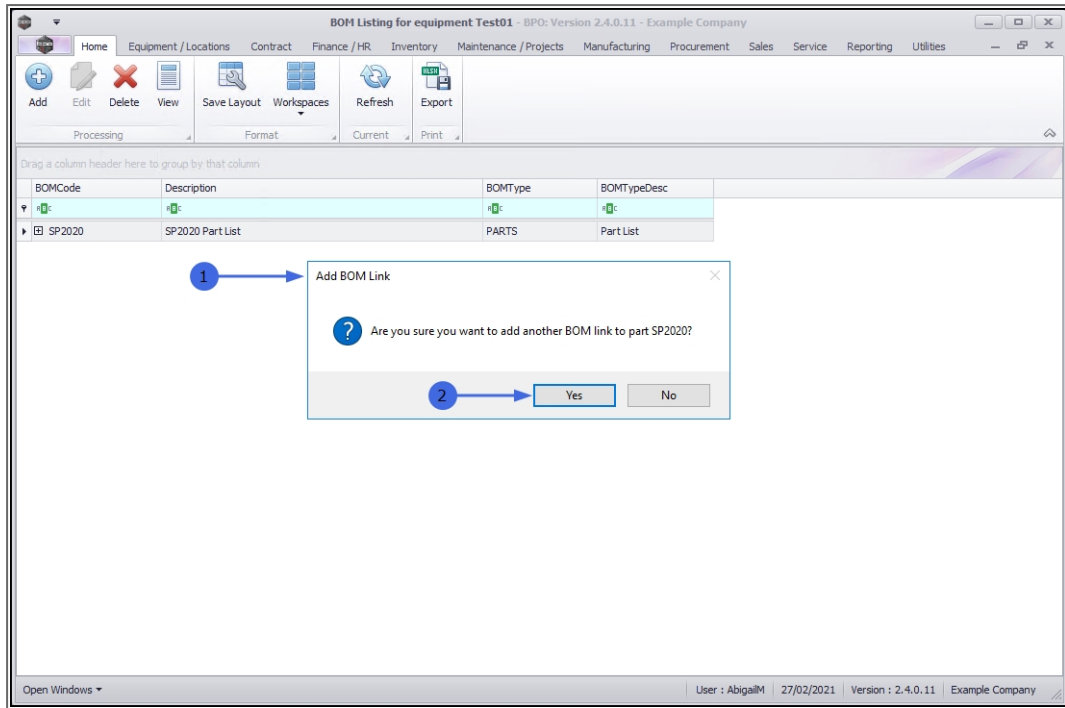 BOM Listing for equipment Test01 - BPO: Version 2.4.0.11 - Example Company
Home Equipment / Locations Contract Finance / HR Inventory Maintenance / Projects Manufacturing Procurement Sales Service Reporting Utilities
Add Edit Delete View Save Layout Workspaces Refresh Export
Processing Format Current Print
Drag a column header here to group by that column
BOMCode Description BOMType BOMTypeDesc
SP2020 SP2020 Part List PARTS Part List
1 Add BOM Link
Are you sure you want to add another BOM link to part SP2020?
2 Yes No
Open Windows User : AbigailM 27/02/2021 Version : 2.4.0.11 Example Company